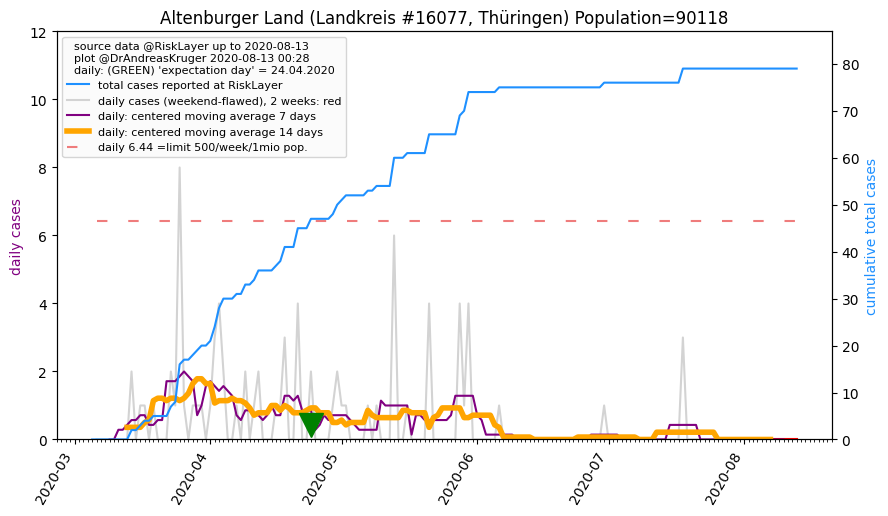 Altenburger Land (Landkreis #16077, Thüringen) Population=90118
source data @RiskLayer up to 2020-08-13
plot @DrAndreasKruger 2020-08-13 00:28
daily: (GREEN) 'expectation day' = 24.04.2020
total cases reported at RiskLayer
daily cases (weekend-flawed), 2 weeks: red
daily: centered moving average 7 days
daily: centered moving average 14 days
daily 6.44 =limit 500/week/1mio pop.
daily cases
12
10
8
6
4
2
0
cumulative total cases
80
70
60
50
40
30
20
10
0
2020-03
2020-04
2020-05
2020-06
2020-07
2020-08